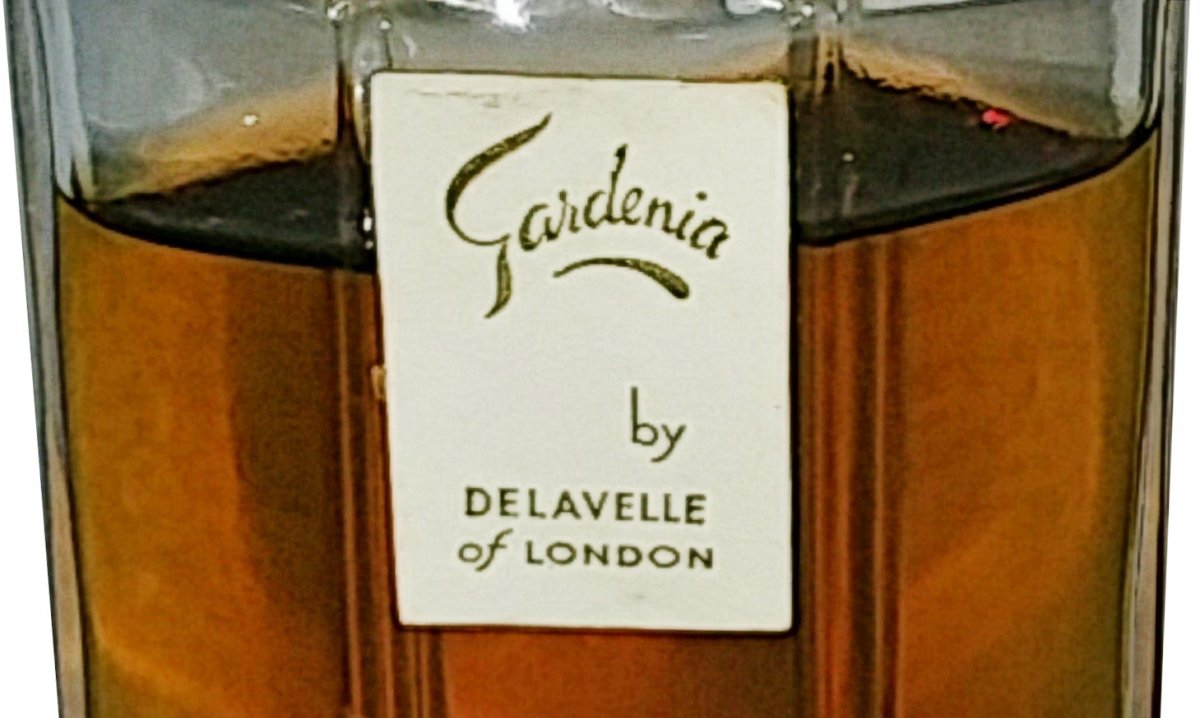 Gardenia
by
DELAVELLE
of LONDON